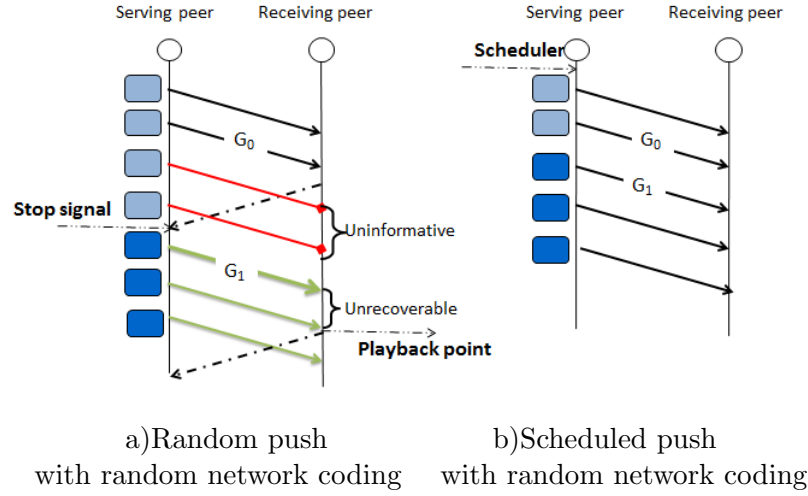 Serving peer
Receiving peer
G0
Stop signal
Uninformative
G1
Unrecoverable
Playback point
a)Random push
with random network coding
Serving peer
Receiving peer
Scheduler
G0
G1
b)Scheduled push
with random network coding